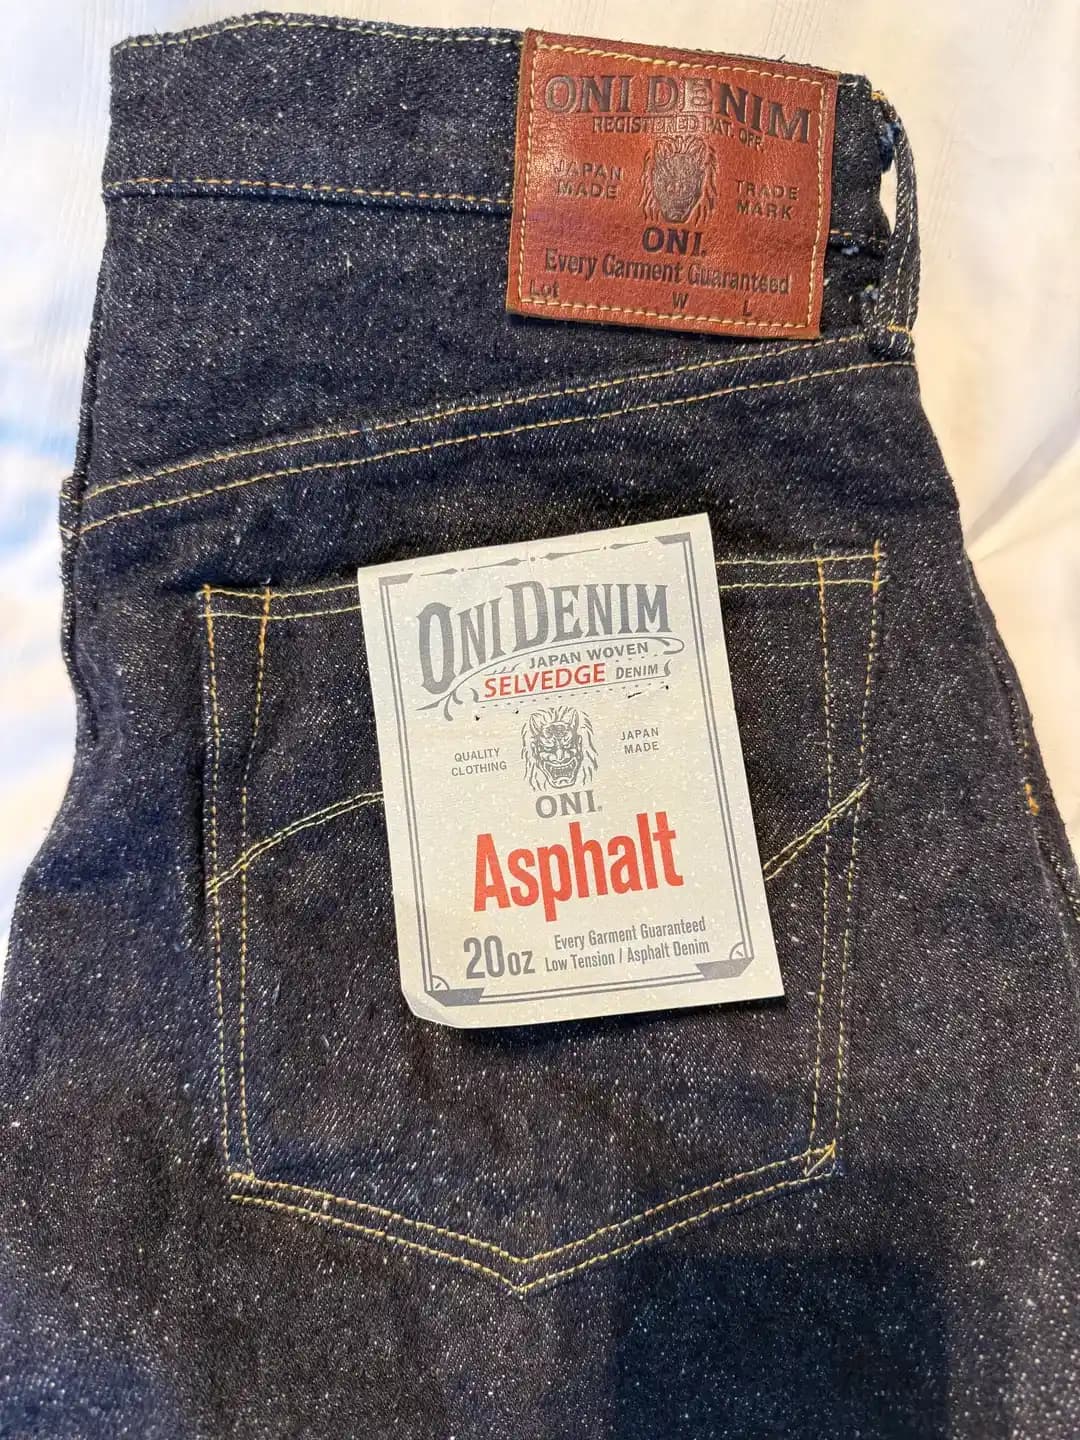 ONI DENIM
REGISTERED PAT. OFF.
JAPAN MADE
TRADE MARK
ONI.
Every Garment Guaranteed
Lot W L
ONI DENIM
JAPAN WOVEN
SELVEDGE DENIM
QUALITY CLOTHING
JAPAN MADE
ONI.
Asphalt
20oz
Every Garment Guaranteed
Low Tension / Asphalt Denim